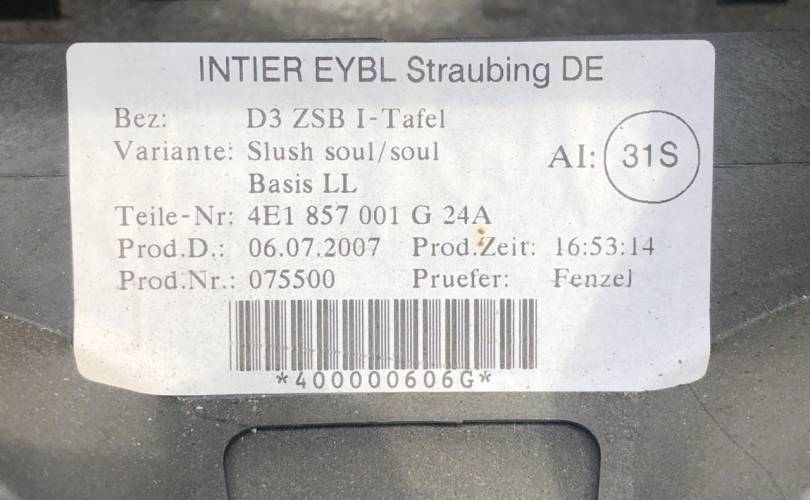 INTIER EYBL Straubing DE
Bez: D3 ZSB I-Tafel
Variante: Slush soul/soul AI: 31S
Basis LL
Teile-Nr: 4E1 857 001 G 24A
Prod.D.: 06.07.2007 Prod.Zeit: 16:53:14
Prod.Nr.: 075500 Pruefer: Fenzel
*400000606G*